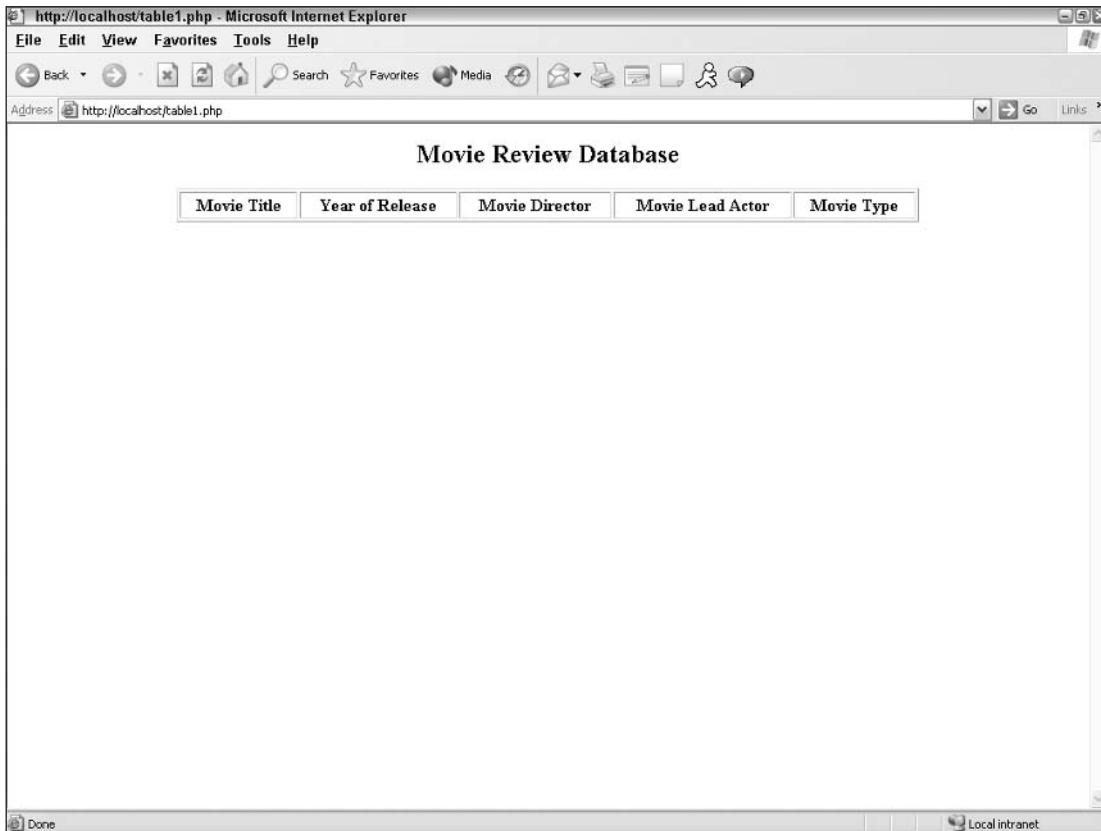 http://localhost/table1.php - Microsoft Internet Explorer
File Edit View Favorites Tools Help
Back Search Favorites Media
Address http://localhost/table1.php Go Links
Movie Review Database
Movie Title Year of Release Movie Director Movie Lead Actor Movie Type
Done Local intranet